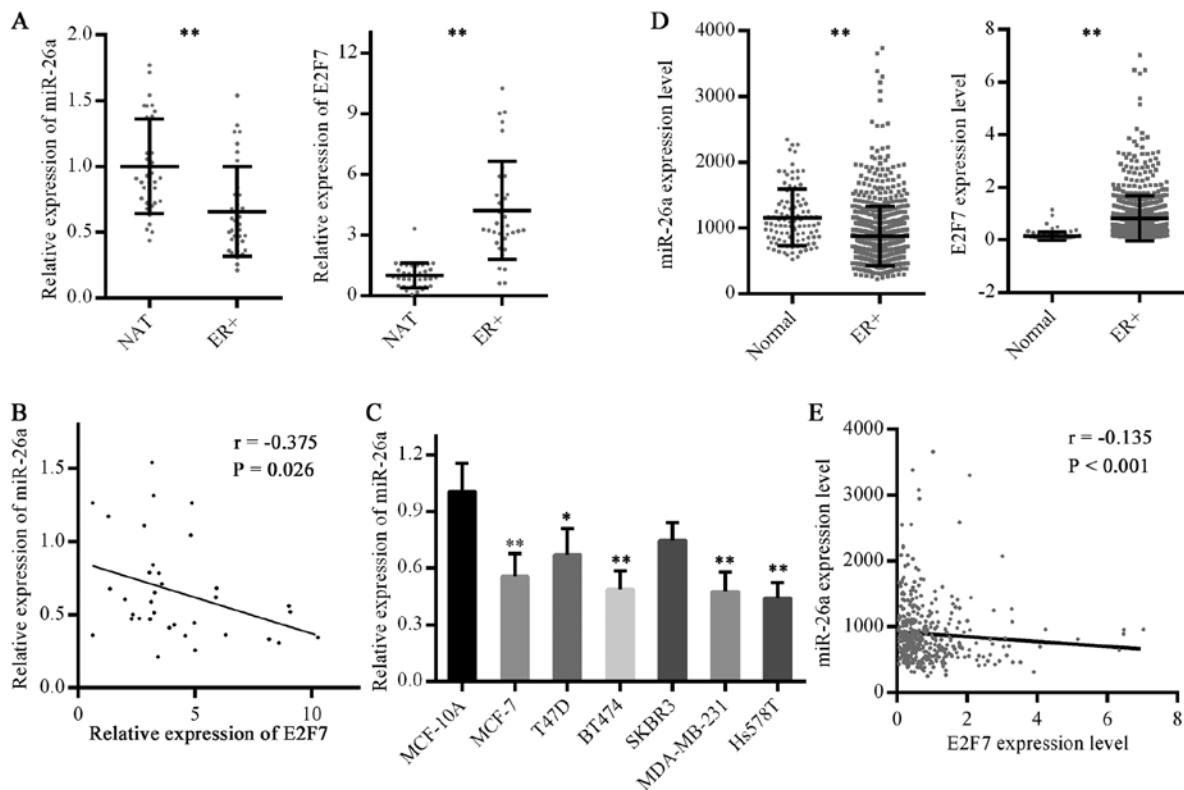 A
Relative expression of miR-26a
2.0
1.5
1.0
0.5
0.0
**
NAT
ER+
Relative expression of E2F7
12
9
6
3
0
**
NAT
ER+
D
miR-26a expression level
4000
3000
2000
1000
0
**
Normal
ER+
E2F7 expression level
8
6
4
2
0
-2
**
Normal
ER+
B
Relative expression of miR-26a
1.5
1.0
0.5
0.0
r = -0.375
P = 0.026
0
5
10
Relative expression of E2F7
C
Relative expression of miR-26a
1.2
0.9
0.6
0.3
0.0
**
*
**
**
**
MCF-10A
MCF-7
T47D
BT474
SKBR3
MDA-MB-231
Hs578T
E
miR-26a expression level
4000
3000
2000
1000
0
r = -0.135
P < 0.001
0
2
4
6
8
E2F7 expression level